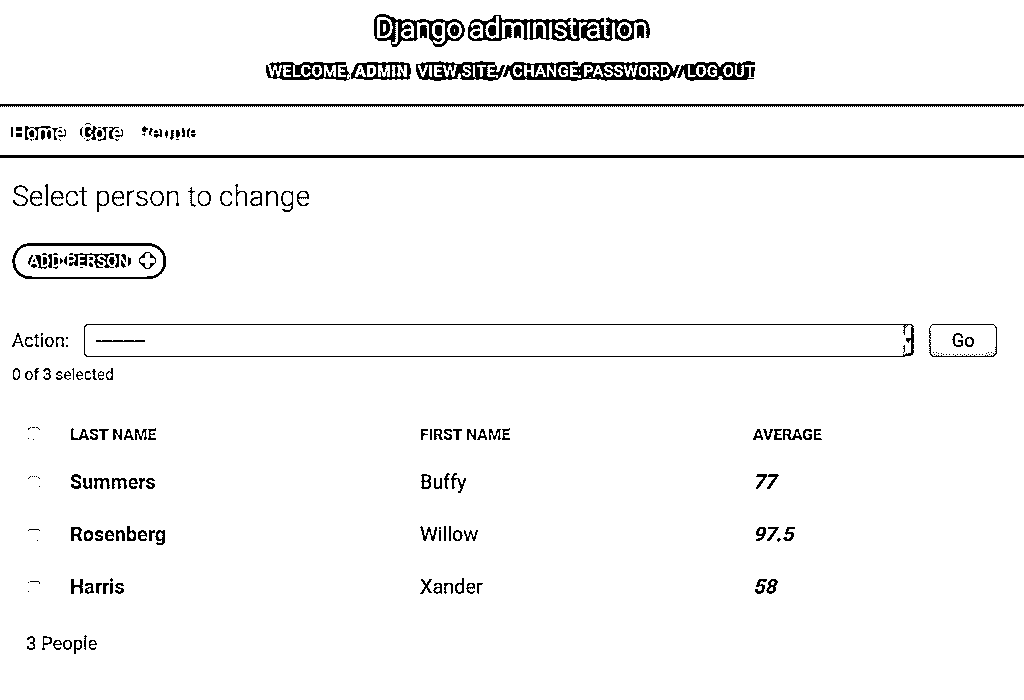 Django administration
WELCOME, ADMIN VIEW SITE / CHANGE PASSWORD / LOG OUT
Home Core People
Select person to change
ADD PERSON
Action: ---------
Go
0 of 3 selected
LAST NAME FIRST NAME AVERAGE
Summers Buffy 77
Rosenberg Willow 97.5
Harris Xander 58
3 People